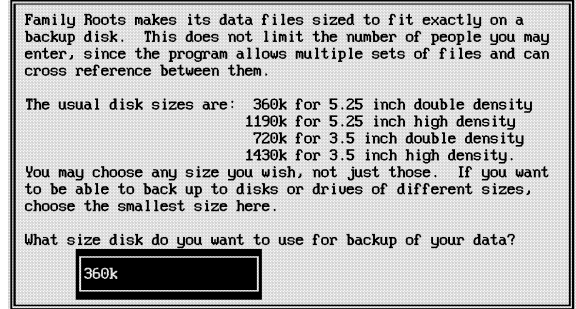 Family Roots makes its data files sized to fit exactly on a
backup disk.  This does not limit the number of people you may
enter, since the program allows multiple sets of files and can
cross reference between them.
The usual disk sizes are:  360k for 5.25 inch double density
1190k for 5.25 inch high density
720k for 3.5 inch double density
1430k for 3.5 inch high density.
You may choose any size you wish, not just those.  If you want
to be able to back up to disks or drives of different sizes,
choose the smallest size here.
What size disk do you want to use for backup of your data?
360k